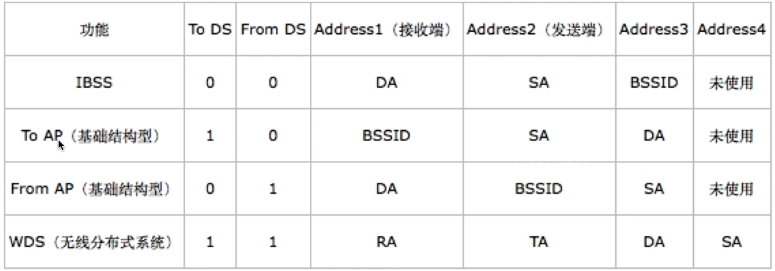 功能 To DS From DS Address1（接收端） Address2（发送端） Address3 Address4
IBSS 0 0 DA SA BSSID 未使用
To AP（基础结构型） 1 0 BSSID SA DA 未使用
From AP（基础结构型） 0 1 DA BSSID SA 未使用
WDS（无线分布式系统） 1 1 RA TA DA SA